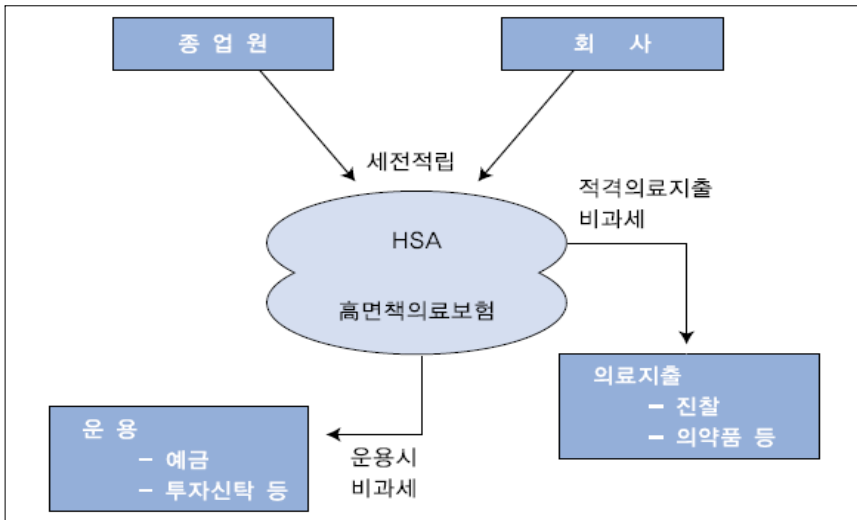 종 업 원
회 사
세전적립
적격의료지출
비과세
HSA
高면책의료보험
의료지출
– 진찰
– 의약품 등
운 용
– 예금
– 투자신탁 등
운용시
비과세